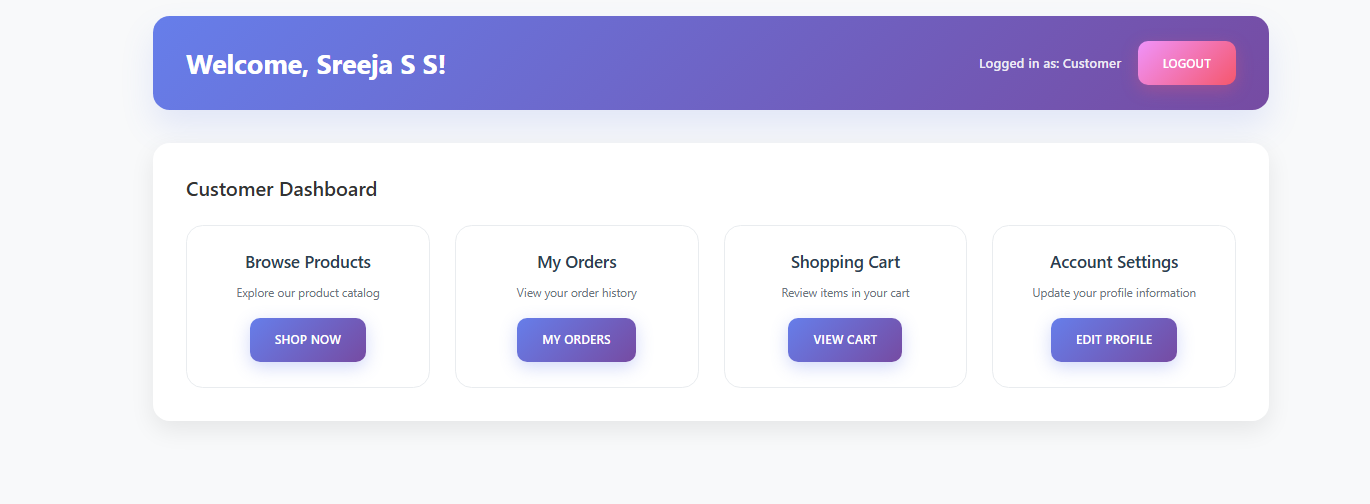 Welcome, Sreeja S S!
Logged in as: Customer
LOGOUT
Customer Dashboard
Browse Products
Explore our product catalog
SHOP NOW
My Orders
View your order history
MY ORDERS
Shopping Cart
Review items in your cart
VIEW CART
Account Settings
Update your profile information
EDIT PROFILE